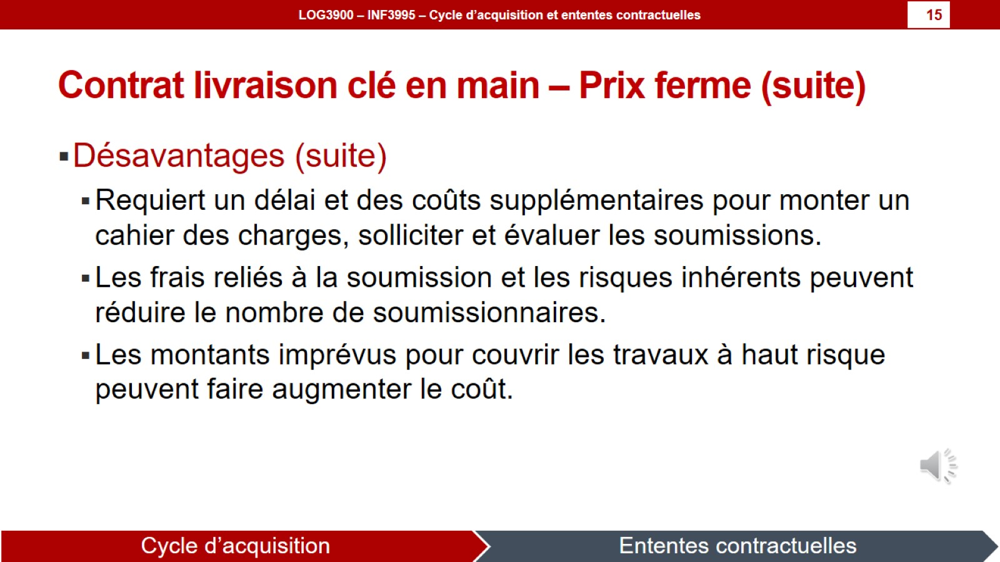 LOG3900 – INF3995 – Cycle d’acquisition et ententes contractuelles
15
Contrat livraison clé en main – Prix ferme (suite)
▪Désavantages (suite)
▪Requiert un délai et des coûts supplémentaires pour monter un
cahier des charges, solliciter et évaluer les soumissions.
▪Les frais reliés à la soumission et les risques inhérents peuvent
réduire le nombre de soumissionnaires.
▪Les montants imprévus pour couvrir les travaux à haut risque
peuvent faire augmenter le coût.
Cycle d’acquisition
Ententes contractuelles